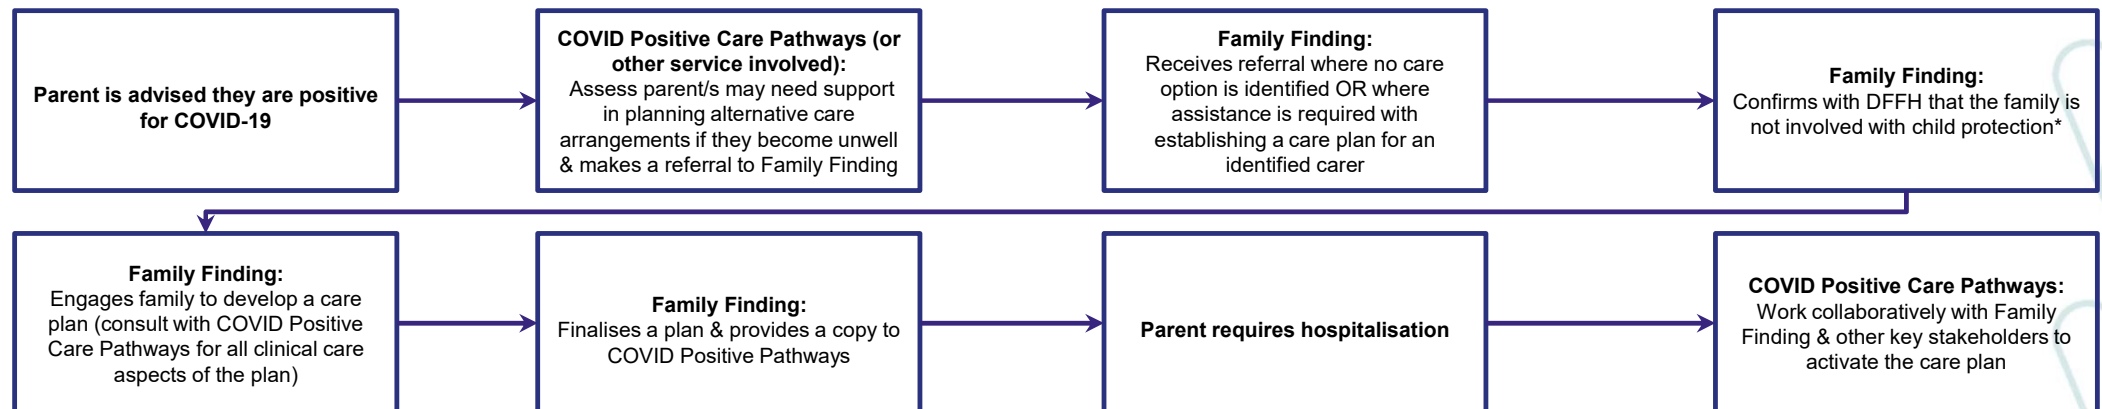 Parent is advised they are positive
for COVID-19
COVID Positive Care Pathways (or
other service involved):
Assess parent/s may need support
in planning alternative care
arrangements if they become unwell
& makes a referral to Family Finding
Family Finding:
Receives referral where no care
option is identified OR where
assistance is required with
establishing a care plan for an
identified carer
Family Finding:
Confirms with DFFH that the family is
not involved with child protection*
Family Finding:
Engages family to develop a care
plan (consult with COVID Positive
Care Pathways for all clinical care
aspects of the plan)
Family Finding:
Finalises a plan & provides a copy to
COVID Positive Pathways
Parent requires hospitalisation
COVID Positive Care Pathways:
Work collaboratively with Family
Finding & other key stakeholders to
activate the care plan